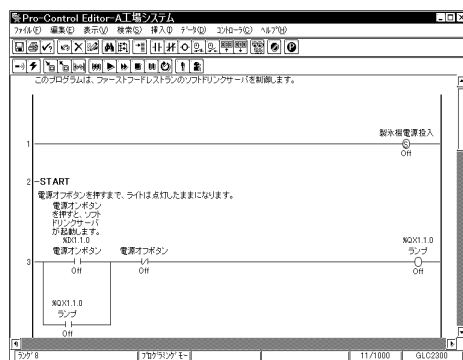 Pro-Control Editor-A工場システム
ファイル(F) 編集(E) 表示(V) 検索(S) 挿入(I) データ(D) コントローラ(C) ヘルプ(H)
このプログラムは、ファーストフードレストランのソフトドリンクサーバを制御します。
製氷機電源投入
1
S
Off
2 -START
電源オフボタンを押すまで、ライトは点灯したままになります。
電源オンボタン
を押すと、ソフト
ドリンクサーバ
が起動します。
%IX1.1.0 %QX1.1.0
電源オンボタン 電源オフボタン ランプ
3
Off Off Off
%QX1.1.0
ランプ
Off
ラング 8 プログラミング モー 11/1000 GLC2300